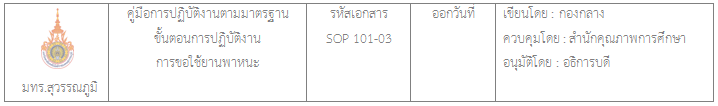 มทร.สุวรรณภูมิ
คู่มือการปฏิบัติงานตามมาตรฐาน
ขั้นตอนการปฏิบัติงาน
การขอใช้ยานพาหนะ
รหัสเอกสาร
SOP 101-03
ออกวันที่
เขียนโดย : กองกลาง
ควบคุมโดย : สำนักคุณภาพการศึกษา
อนุมัติโดย : อธิการบดี